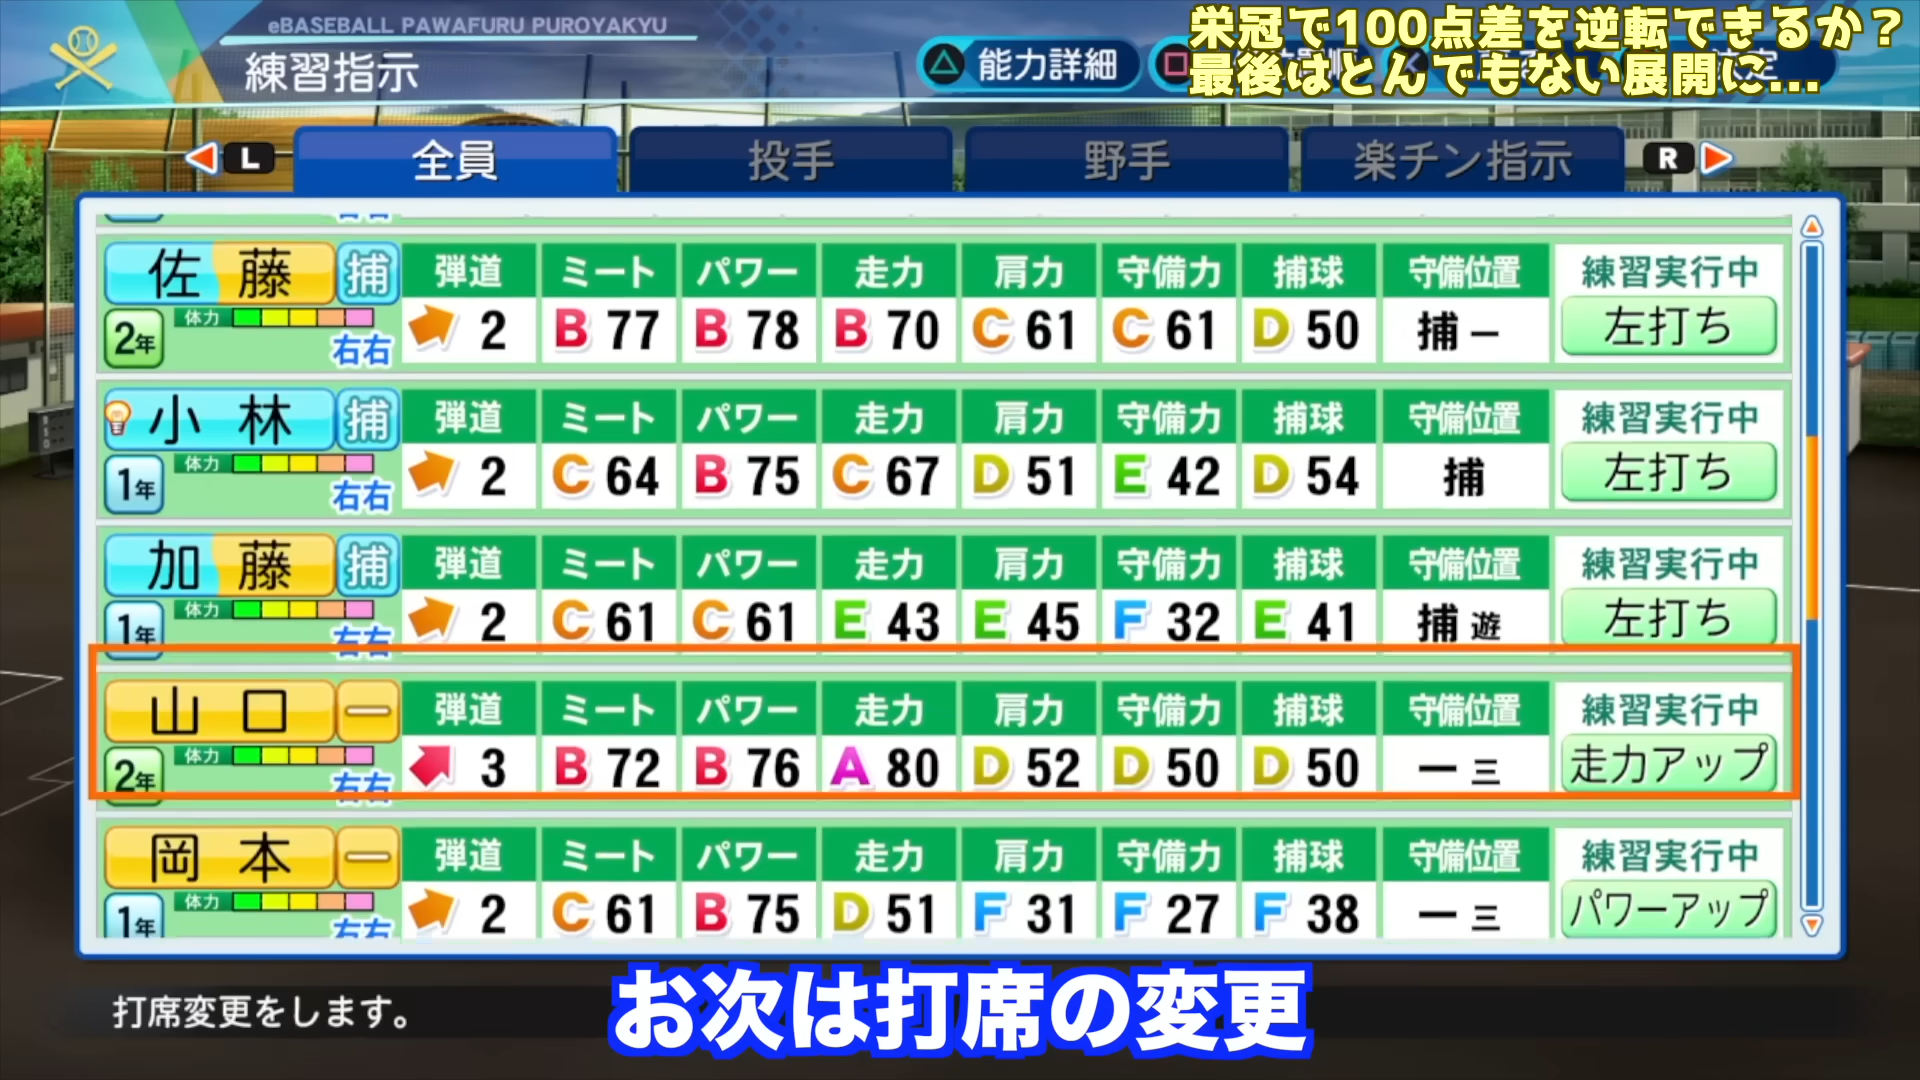 eBASEBALL PAWAFURU PUROYAKYU
練習指示
能力詳細
栄冠で100点差を逆転できるか？
最後はとんでもない展開に...
L 全員 投手 野手 楽チン指示 R
佐藤 捕 弾道 ミート パワー 走力 肩力 守備力 捕球 守備位置 練習実行中
2年 体力 右右 2 B 77 B 78 B 70 C 61 C 61 D 50 捕一 左打ち
小林 捕 弾道 ミート パワー 走力 肩力 守備力 捕球 守備位置 練習実行中
1年 体力 右右 2 C 64 B 75 C 67 D 51 E 42 D 54 捕 左打ち
加藤 捕 弾道 ミート パワー 走力 肩力 守備力 捕球 守備位置 練習実行中
1年 体力 右右 2 C 61 C 61 E 43 E 45 F 32 E 41 捕遊 左打ち
山口 一 弾道 ミート パワー 走力 肩力 守備力 捕球 守備位置 練習実行中
2年 体力 右右 3 B 72 B 76 A 80 D 52 D 50 D 50 一三 走力アップ
岡本 一 弾道 ミート パワー 走力 肩力 守備力 捕球 守備位置 練習実行中
1年 体力 右右 2 C 61 B 75 D 51 F 31 F 27 F 38 一三 パワーアップ
打席変更をします。
お次は打席の変更